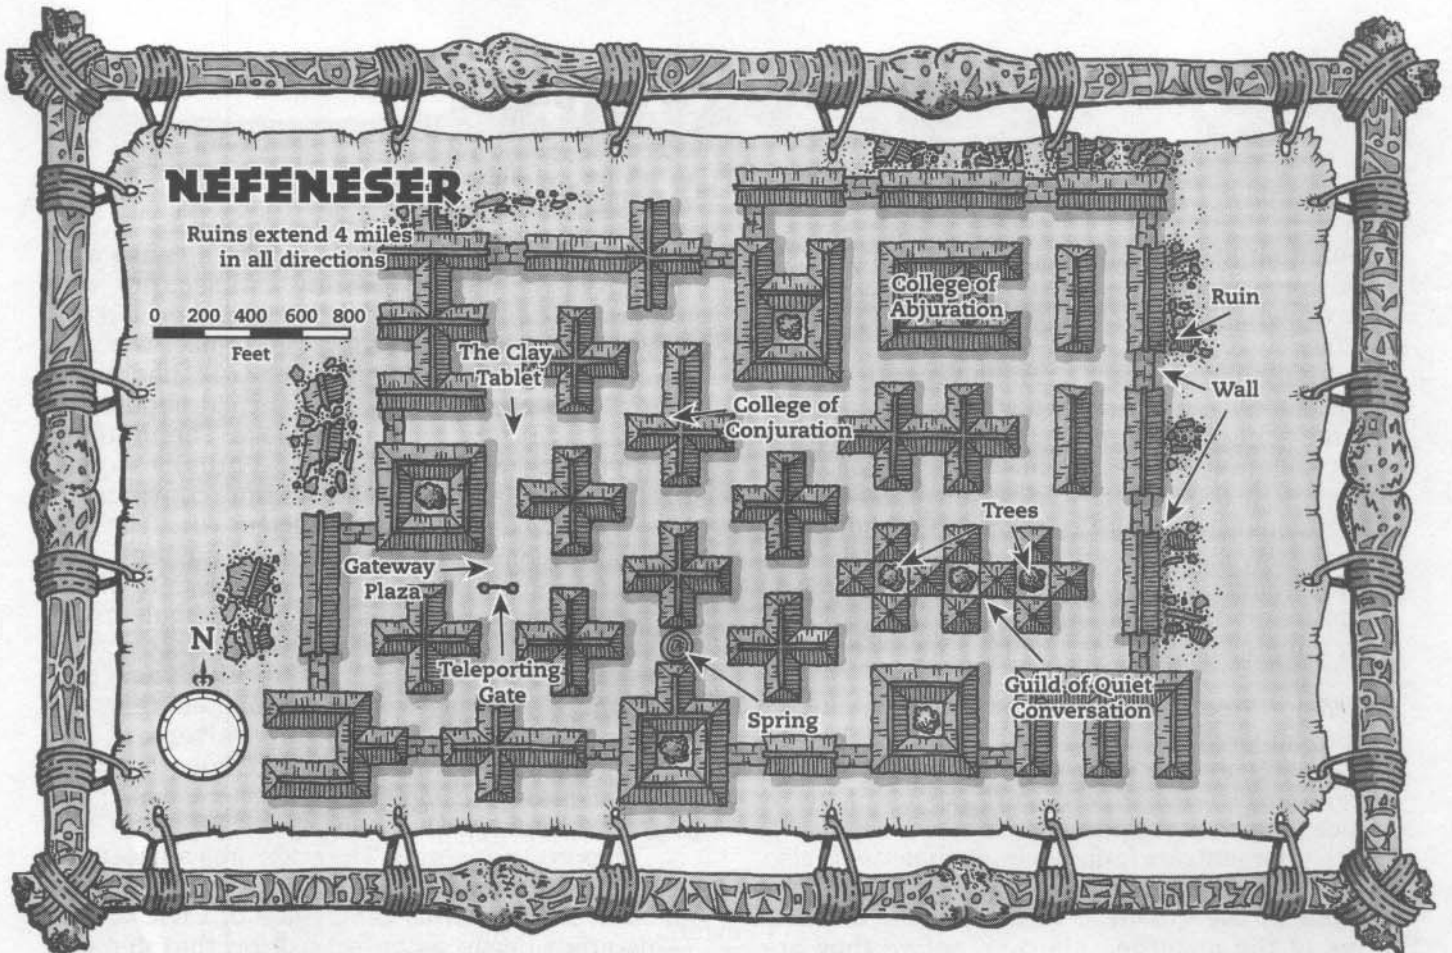 NEFENESER
Ruins extend 4 miles
in all directions
0 200 400 600 800
Feet
The Clay
Tablet
College of
Abjuration
Ruin
Wall
College of
Conjuration
Trees
Gateway
Plaza
N
Teleporting
Gate
Spring
Guild of Quiet
Conversation